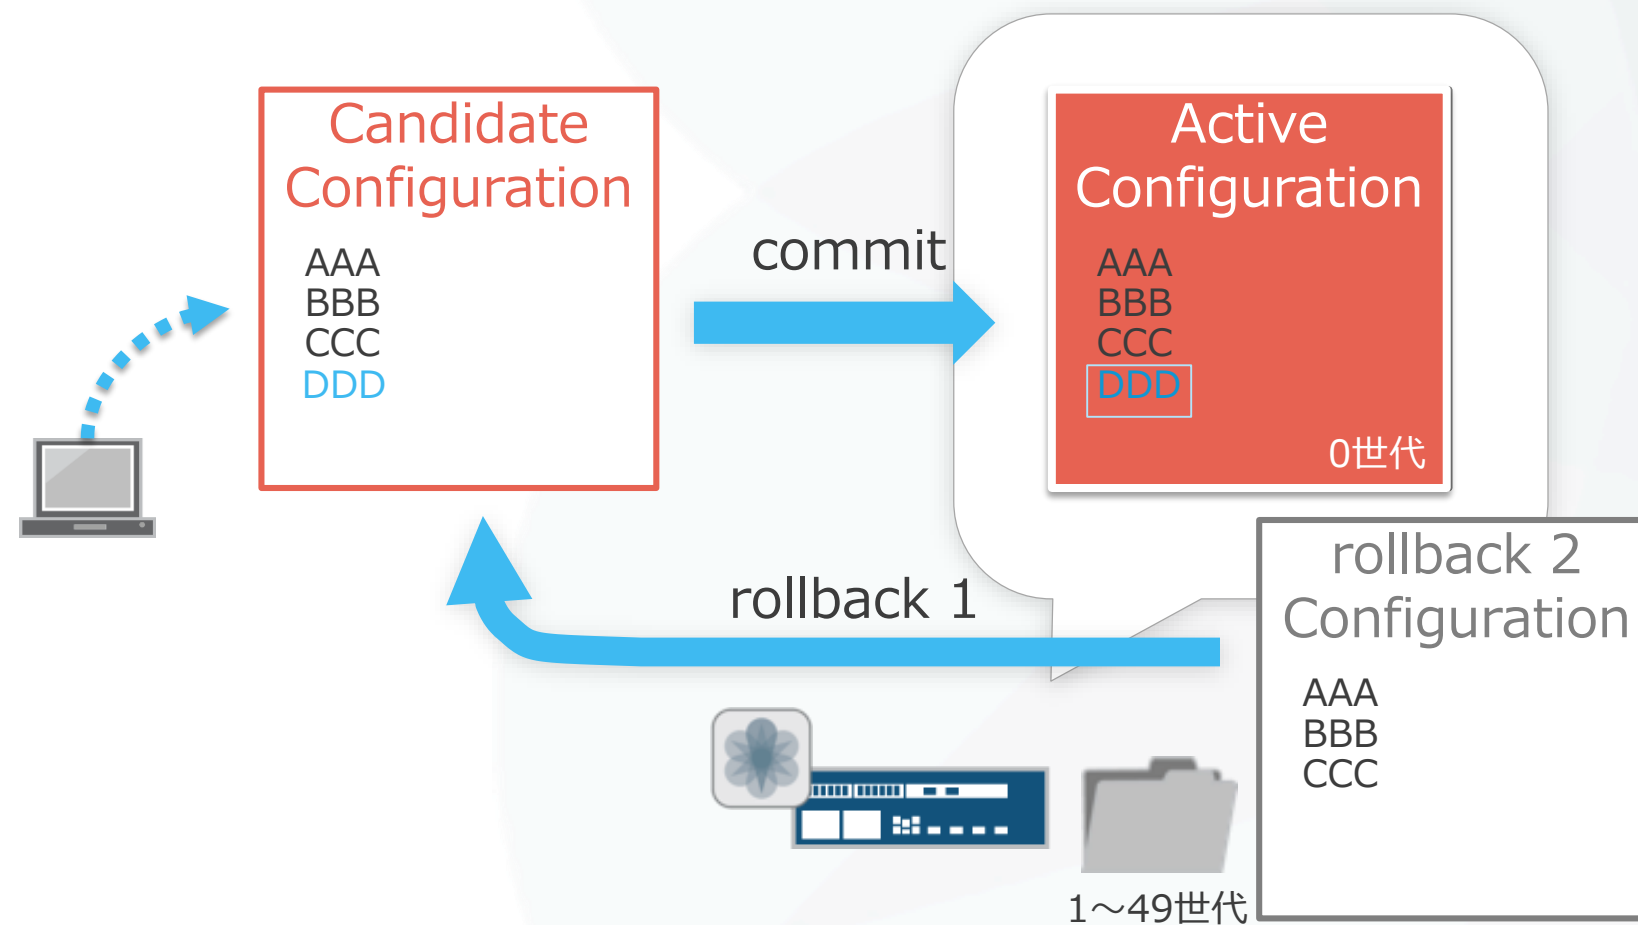 Candidate
Configuration
AAA
BBB
CCC
DDD
commit
Active
Configuration
AAA
BBB
CCC
DDD
0世代
rollback 1
rollback 2
Configuration
AAA
BBB
CCC
1～49世代